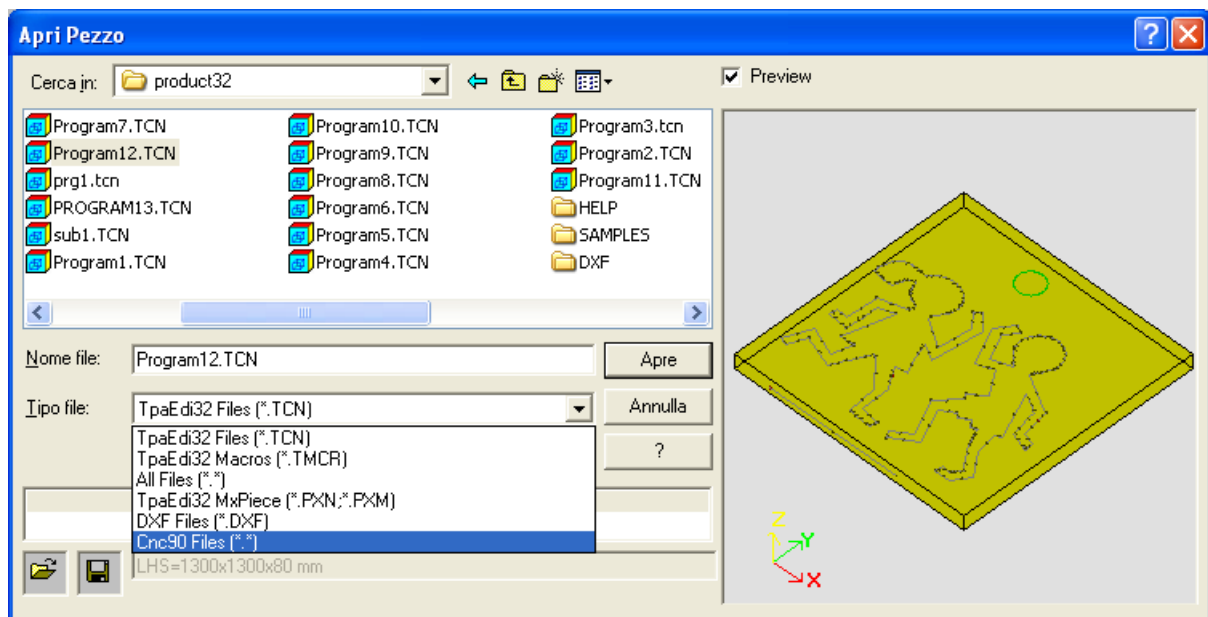 Apri Pezzo
Cerca in: product32
Preview
Program7.TCN Program10.TCN Program3.tcn
Program12.TCN Program9.TCN Program2.TCN
prg1.tcn Program8.TCN Program11.TCN
PROGRAM13.TCN Program6.TCN HELP
sub1.TCN Program5.TCN SAMPLES
Program1.TCN Program4.TCN DXF
Nome file: Program12.TCN Apre
Tipo file: TpaEdi32 Files (*.TCN) Annulla
TpaEdi32 Files (*.TCN)
TpaEdi32 Macros (*.TMCR)
?
All Files (*.*)
TpaEdi32 MxPiece (*.PXN;*.PXM)
DXF Files (*.DXF)
Cnc90 Files (*.*)
LHS=1300x1300x80 mm
Z
Y
X